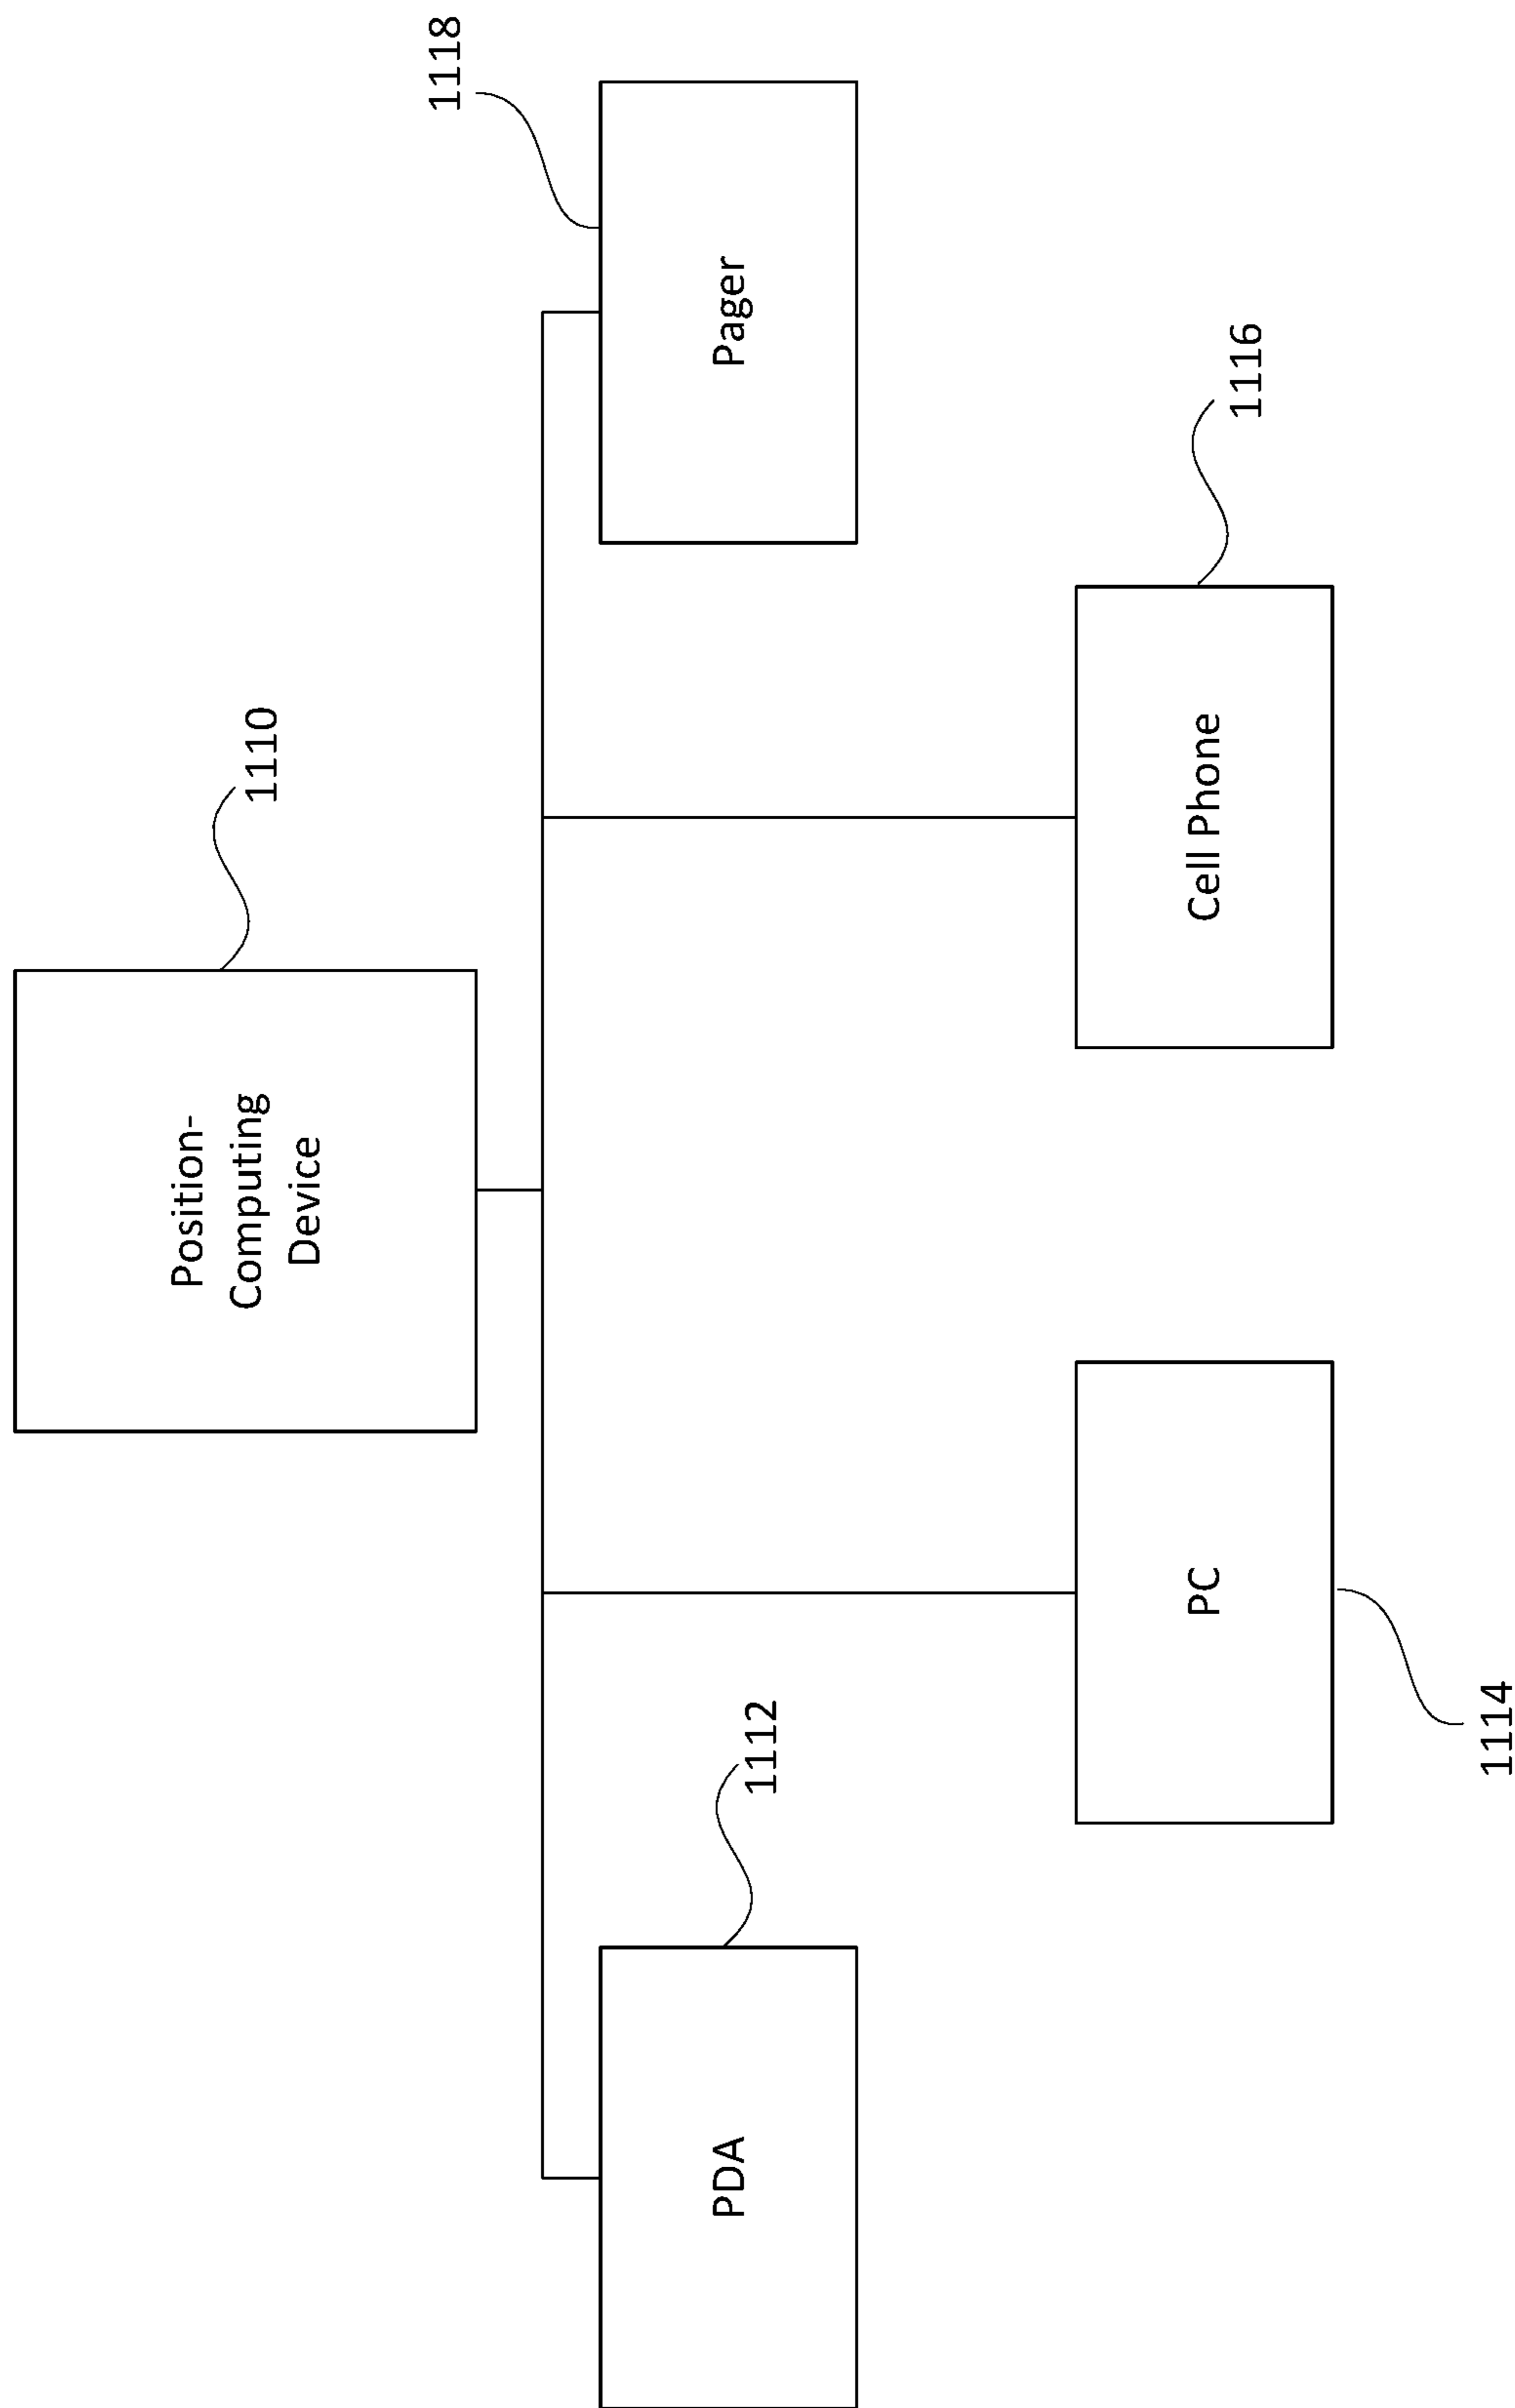 Position-
Computing
Device
1110
1118
PDA
1112
Pager
PC
1114
Cell Phone
1116